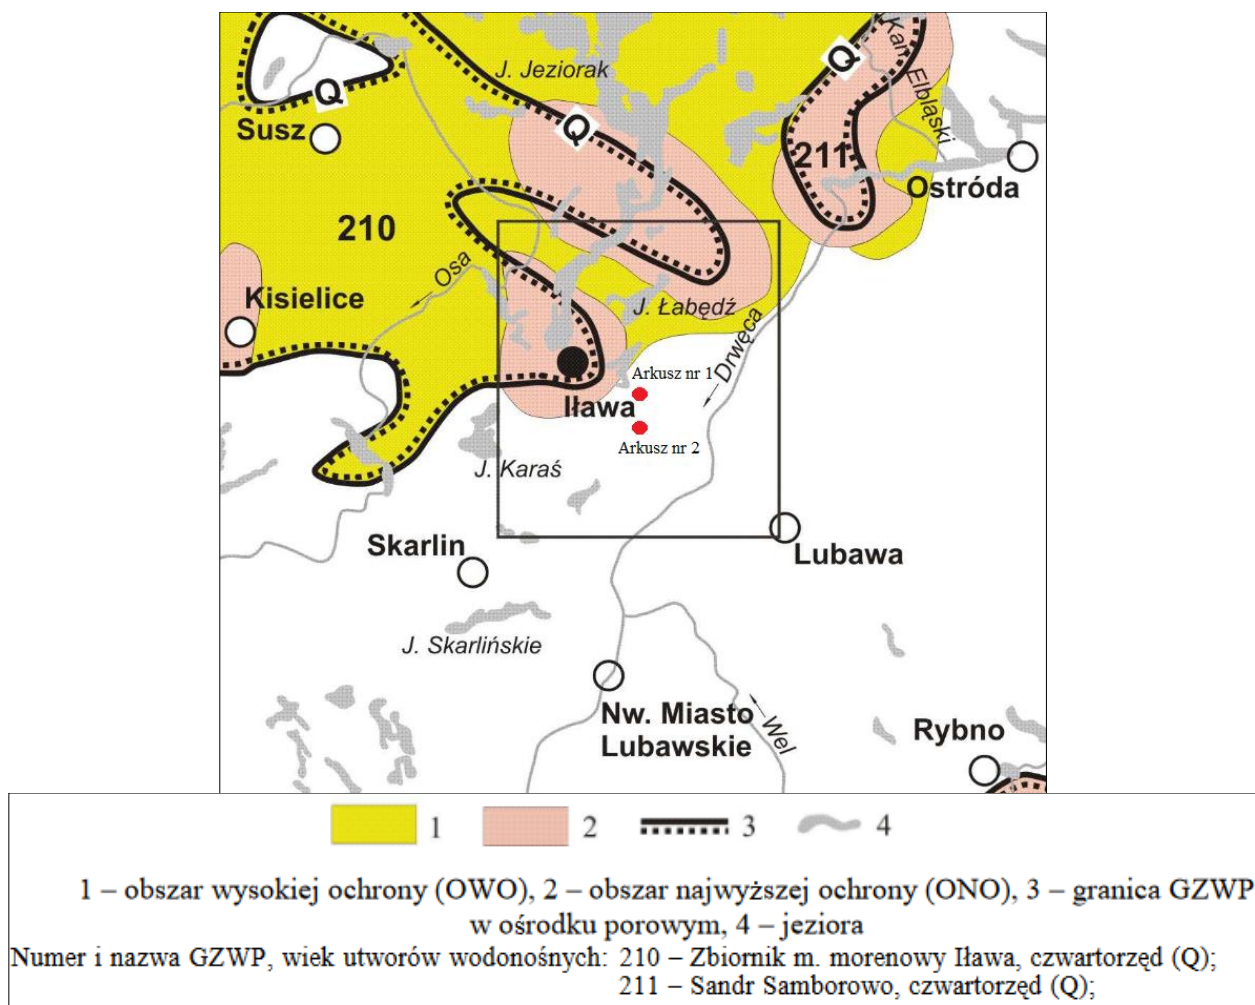 Q
Kan. Elbląski
J. Jeziorak
Q
Susz
Q
211
Ostróda
210
Osa
Kisielice
J. Łabędź
Drwęca
Arkusz nr 1
Iława
Arkusz nr 2
J. Karaś
Skarlin
Lubawa
J. Skarlińskie
Nw. Miasto
Lubawskie
Wel
Rybno
1 2 3 4
1 – obszar wysokiej ochrony (OWO), 2 – obszar najwyższej ochrony (ONO), 3 – granica GZWP
w ośrodku porowym, 4 – jeziora
Numer i nazwa GZWP, wiek utworów wodonośnych: 210 – Zbiornik m. morenowy Iława, czwartorzęd (Q);
211 – Sandr Samborowo, czwartorzęd (Q);